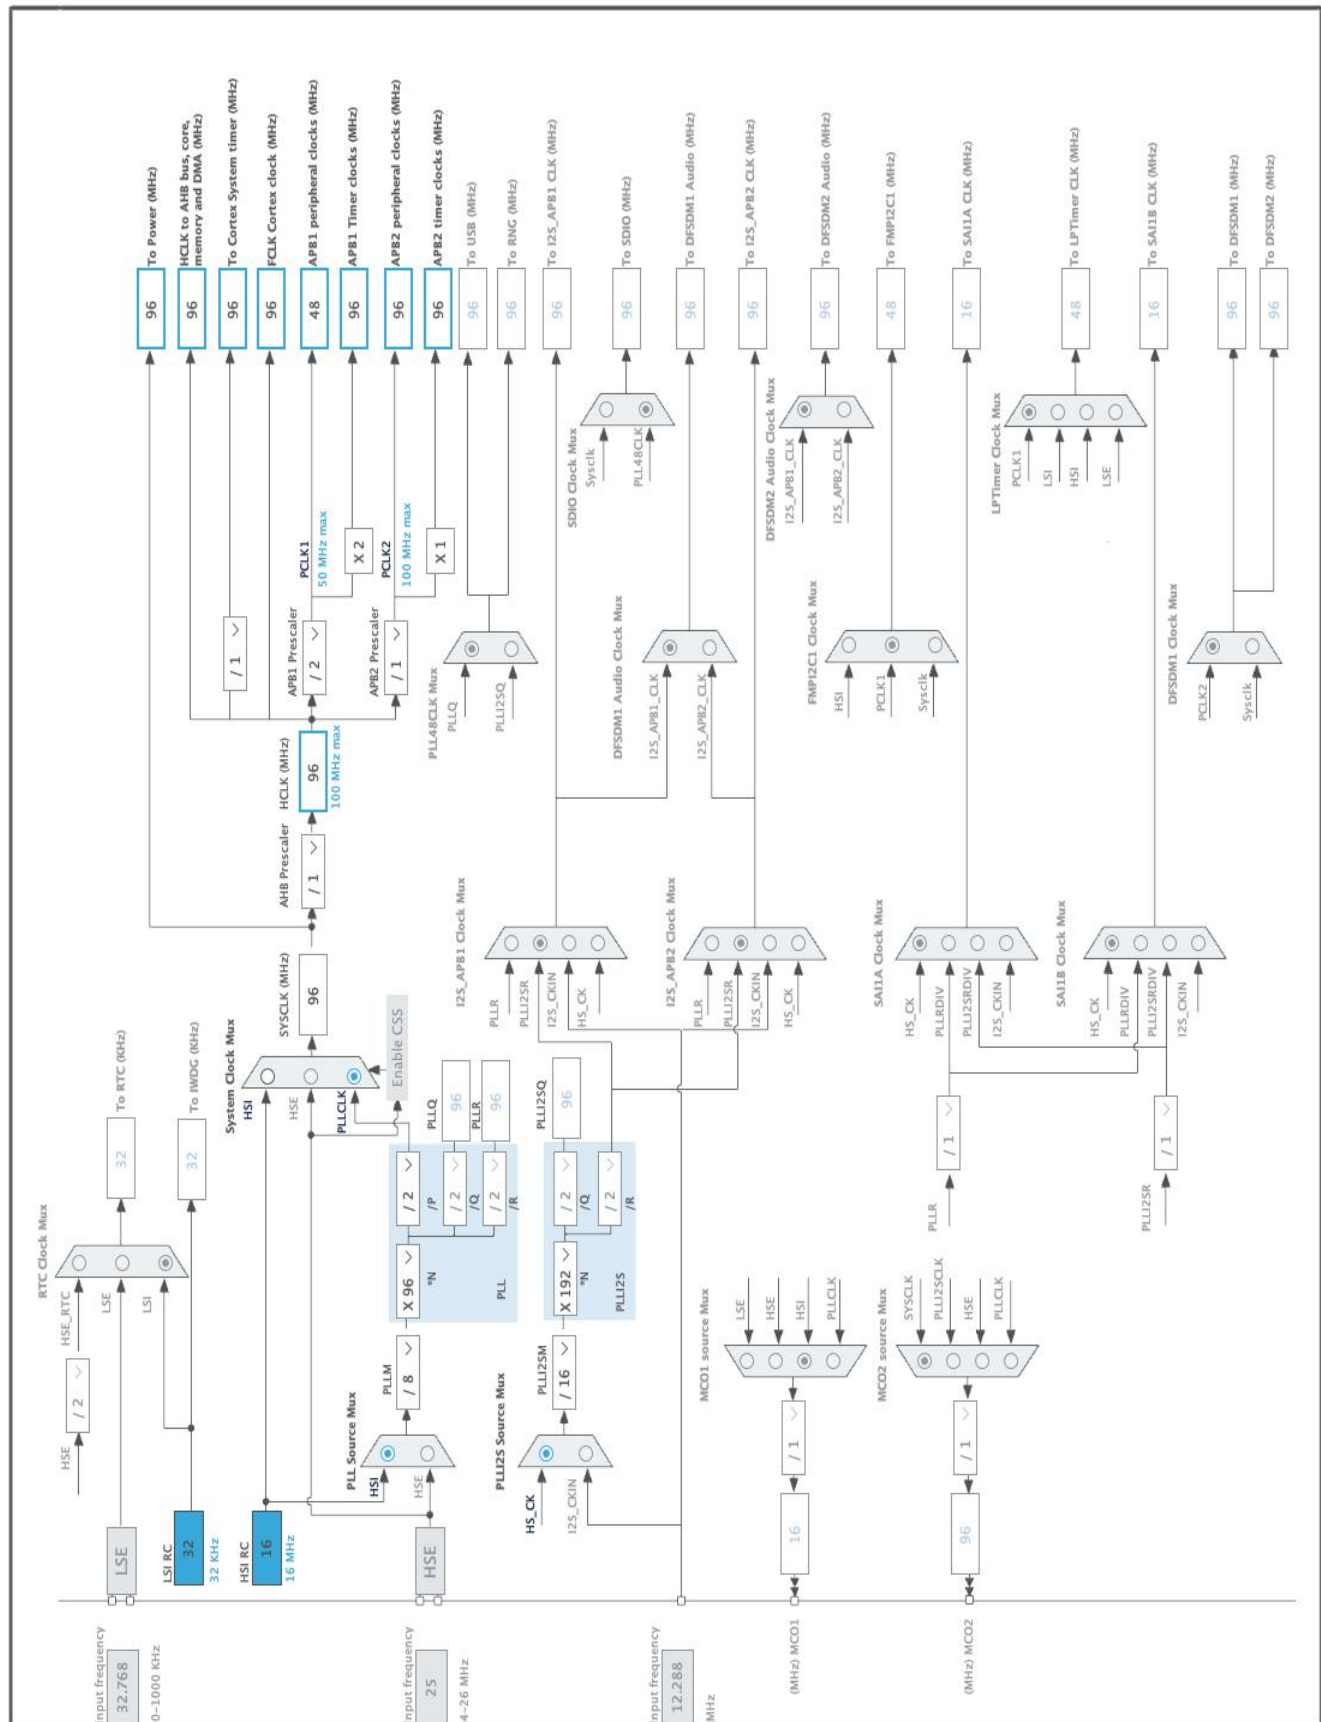 Input frequency
32.768
0-1000 KHz
LSE
LSI RC
32
32 KHz
HSI RC
16
16 MHz
Input frequency
25
4-26 MHz
HSE
Input frequency
12.288
MHz
HSE
/ 2
HSE_RTC
LSE
LSI
RTC Clock Mux
32
To RTC (KHz)
32
To IWDG (KHz)
System Clock Mux
HSI
HSE
PLLCLK
Enable CSS
SYSCLK (MHz)
96
AHB Prescaler
/ 1
HCLK (MHz)
96
100 MHz max
/ 1
APB1 Prescaler
/ 2
PCLK1
50 MHz max
X 2
APB2 Prescaler
/ 1
PCLK2
100 MHz max
X 1
96
To Power (MHz)
96
HCLK to AHB bus, core,
memory and DMA (MHz)
96
To Cortex System timer (MHz)
96
FCLK Cortex clock (MHz)
48
APB1 peripheral clocks (MHz)
96
APB1 Timer clocks (MHz)
96
APB2 peripheral clocks (MHz)
96
APB2 timer clocks (MHz)
96
To USB (MHz)
96
To RNG (MHz)
96
To I2S_APB1 CLK (MHz)
96
To SDIO (MHz)
96
To DFSDM1 Audio (MHz)
96
To I2S_APB2 CLK (MHz)
96
To DFSDM2 Audio (MHz)
48
To FMPI2C1 (MHz)
16
To SAI1A CLK (MHz)
48
To LPTimer CLK (MHz)
16
To SAI1B CLK (MHz)
96
To DFSDM1 (MHz)
96
To DFSDM2 (MHz)
PLL Source Mux
HSI
HSE
PLLM
/ 8
X 96
*N
/ 2
/P
/ 2
/Q
/ 2
/R
PLL
PLLQ
96
PLLR
96
PLLI2S Source Mux
HS_CK
I2S_CKIN
PLLI2SM
/ 16
X 192
*N
/ 2
/Q
/ 2
/R
PLLI2S
PLLI2SQ
96
PLL48CLK Mux
PLLQ
PLLI2SQ
I2S_APB1 Clock Mux
PLLR
PLLI2SR
I2S_CKIN
HS_CK
SDIO Clock Mux
Sysclk
PLL48CLK
DFSDM1 Audio Clock Mux
I2S_APB1_CLK
I2S_APB2_CLK
I2S_APB2 Clock Mux
PLLR
PLLI2SR
I2S_CKIN
HS_CK
DFSDM2 Audio Clock Mux
I2S_APB1_CLK
I2S_APB2_CLK
FMPI2C1 Clock Mux
HSI
PCLK1
Sysclk
SAI1A Clock Mux
HS_CK
PLLRDIV
PLLI2SRDIV
I2S_CKIN
PLLR
/ 1
LPTimer Clock Mux
PCLK1
LSI
HSI
LSE
SAI1B Clock Mux
HS_CK
PLLRDIV
PLLI2SRDIV
I2S_CKIN
PLLI2SR
/ 1
DFSDM1 Clock Mux
PCLK2
Sysclk
MCO1 source Mux
LSE
HSE
HSI
PLLCLK
/ 1
16
(MHz) MCO1
MCO2 source Mux
SYSCLK
PLLI2SCLK
HSE
PLLCLK
/ 1
96
(MHz) MCO2